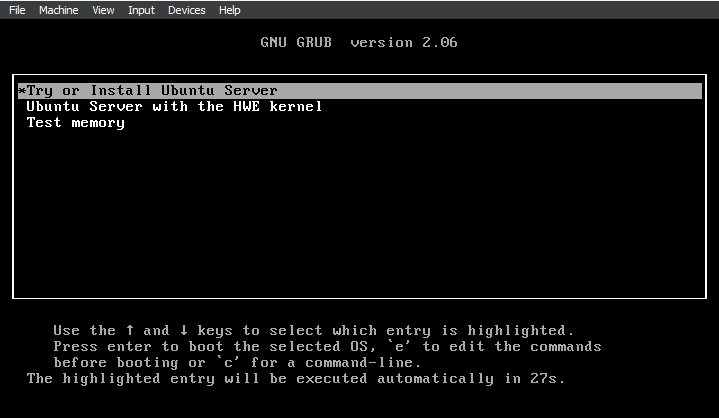 File Machine View Input Devices Help
GNU GRUB version 2.06
*Try or Install Ubuntu Server
Ubuntu Server with the HWE kernel
Test memory
Use the ↑ and ↓ keys to select which entry is highlighted.
Press enter to boot the selected OS, `e' to edit the commands
before booting or `c' for a command-line.
The highlighted entry will be executed automatically in 27s.